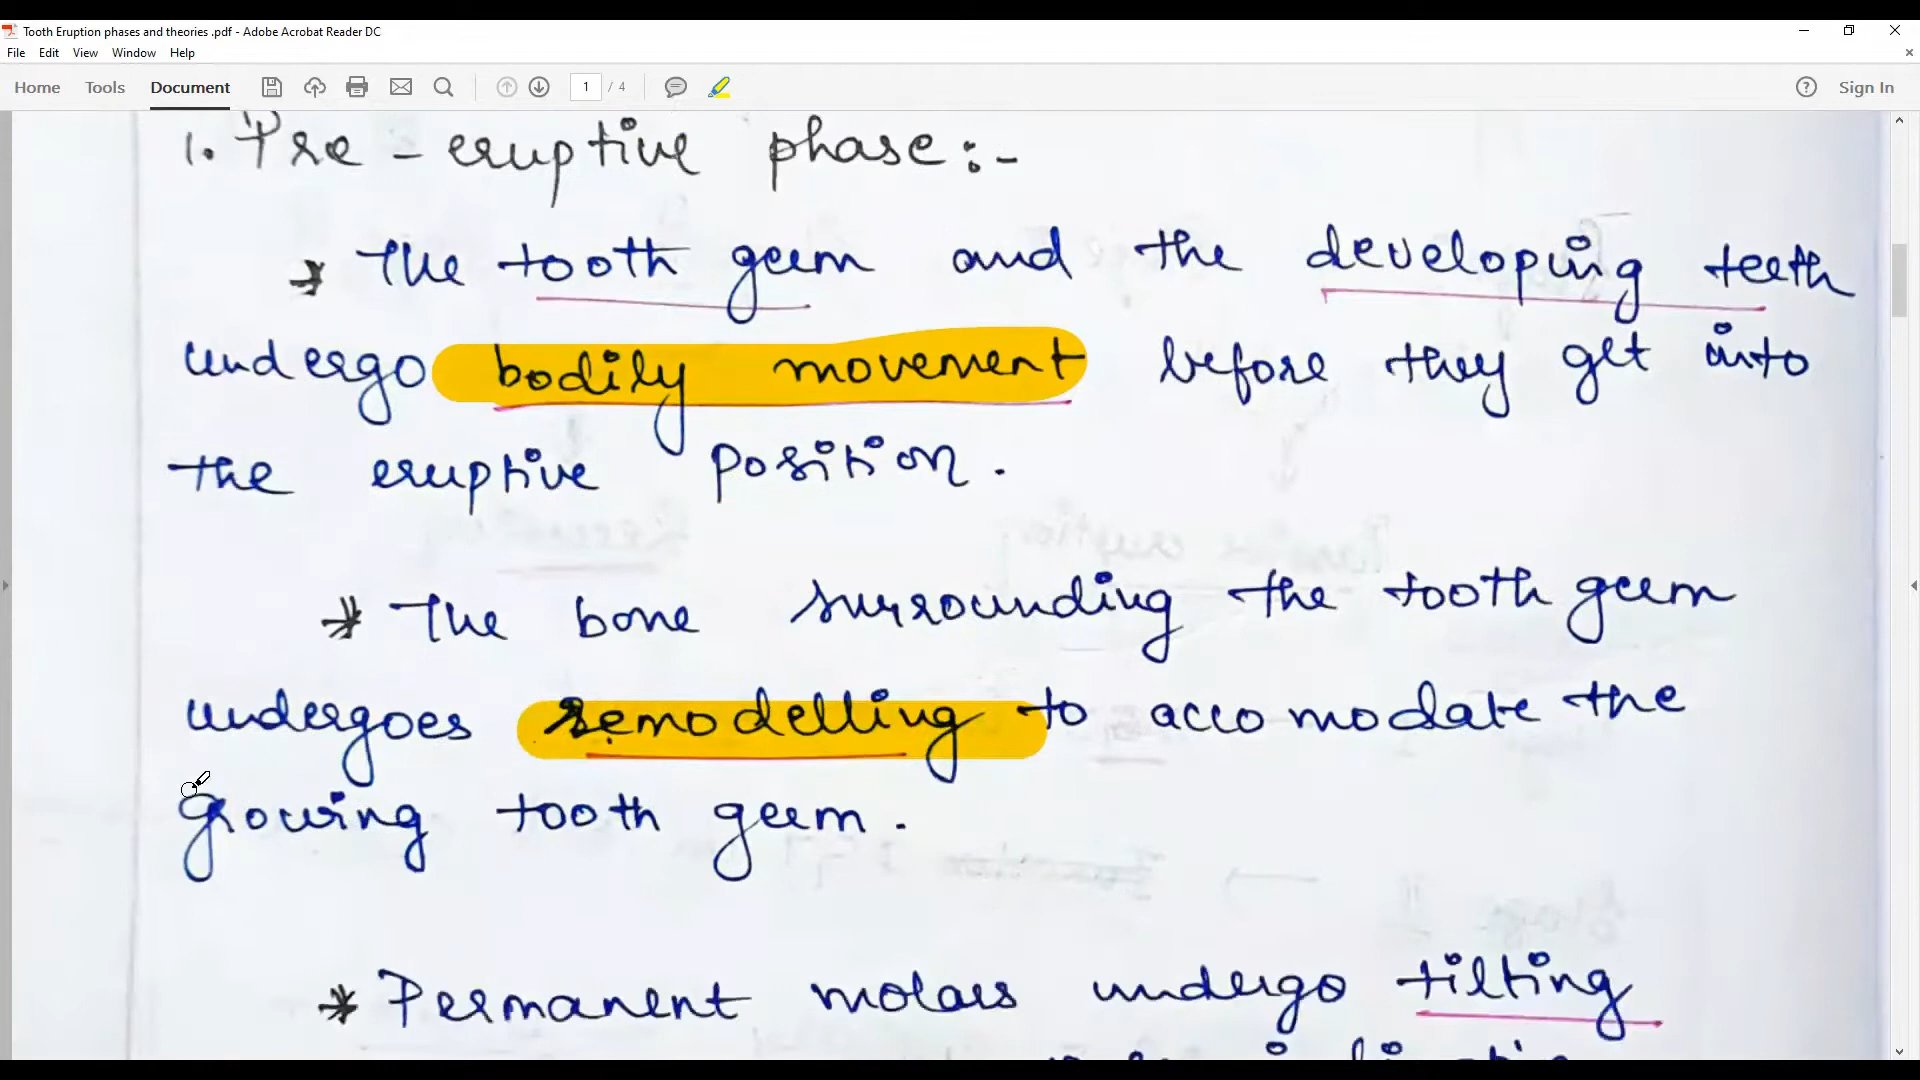 Tooth Eruption phases and theories .pdf - Adobe Acrobat Reader DC
File Edit View Window Help
Home Tools Document 1 / 4 Sign In
1. Pre - eruptive phase :-
* The tooth germ and the developing teeth
undergo bodily movement before they get into
the eruptive position .
* The bone surrounding the tooth germ
undergoes remodelling to accomodate the
growing tooth germ .
* Permanent molars undergo tilting